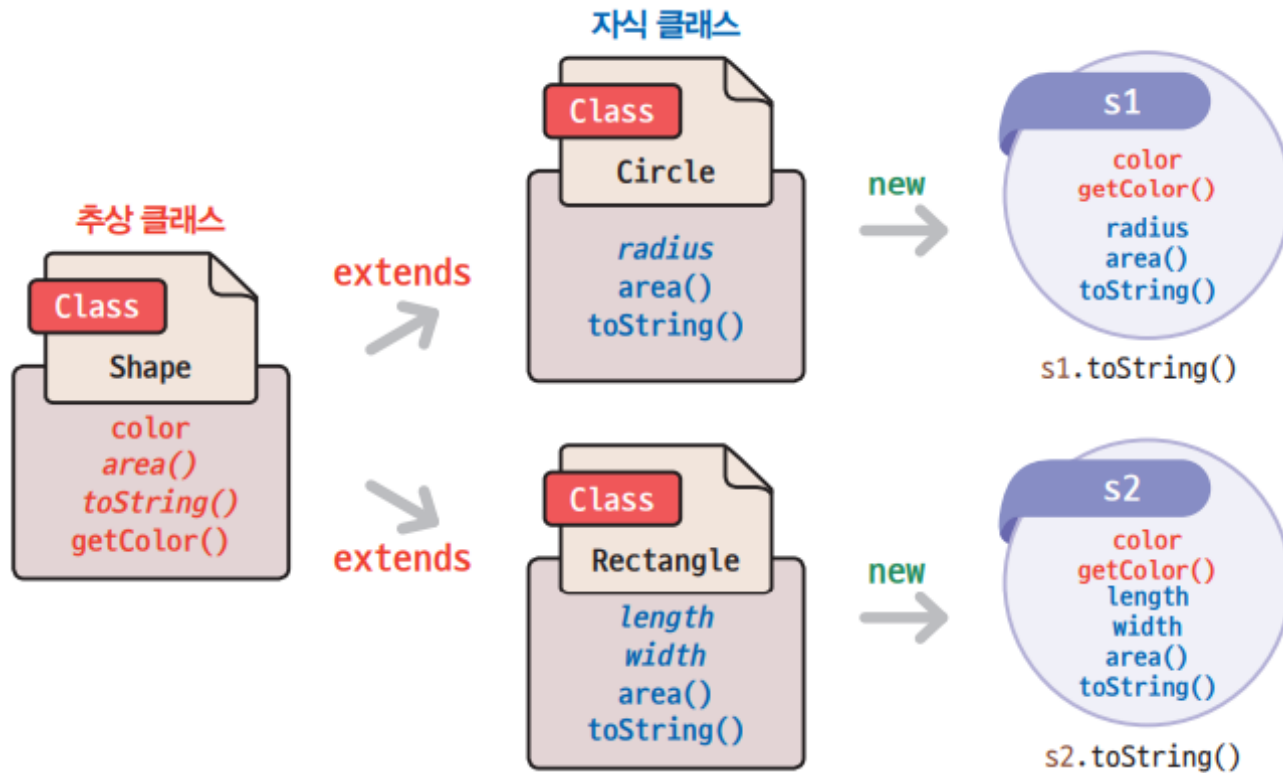 추상 클래스
Class
Shape
color
area()
toString()
getColor()
extends
extends
자식 클래스
Class
Circle
radius
area()
toString()
new
s1
color
getColor()
radius
area()
toString()
s1.toString()
Class
Rectangle
length
width
area()
toString()
new
s2
color
getColor()
length
width
area()
toString()
s2.toString()